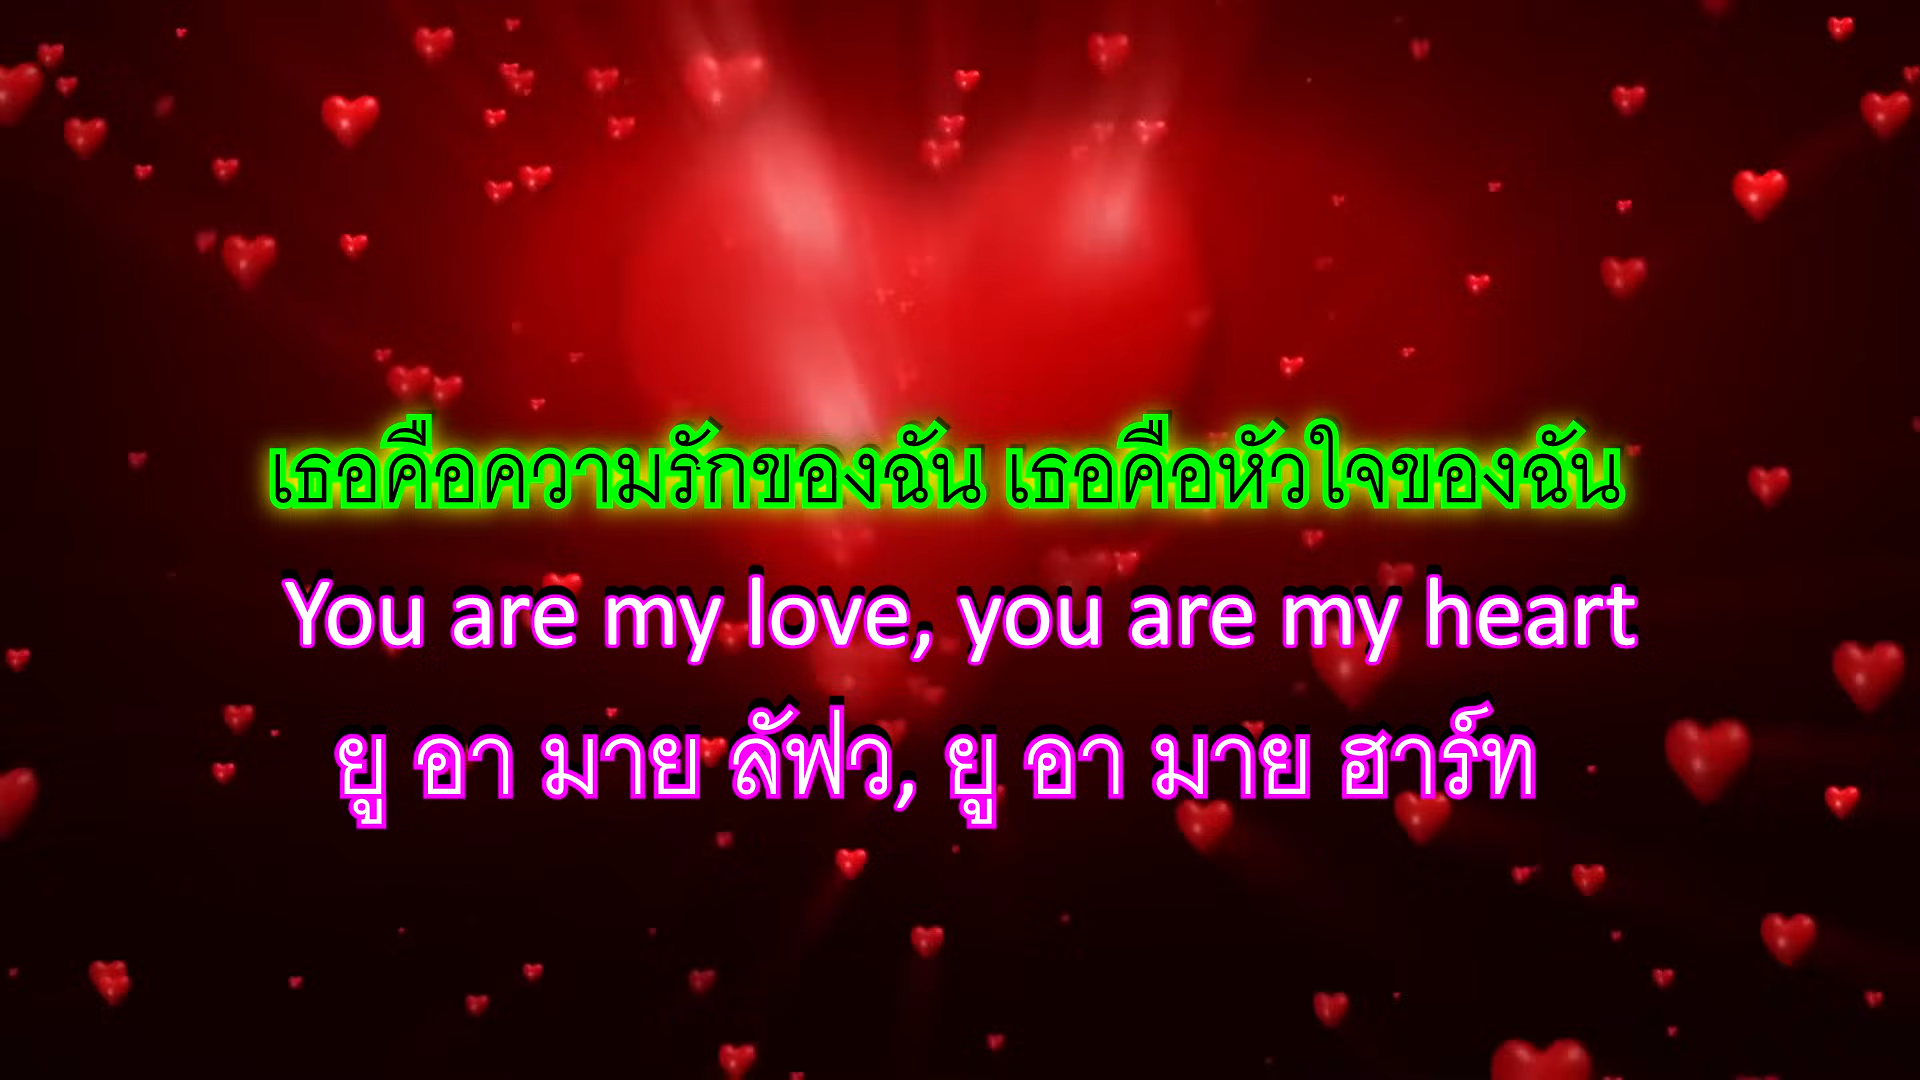 เธอคือความรักของฉัน เธอคือหัวใจของฉัน
You are my love, you are my heart
ยู อา มาย ลัฟ่ว, ยู อา มาย ฮาร์ท